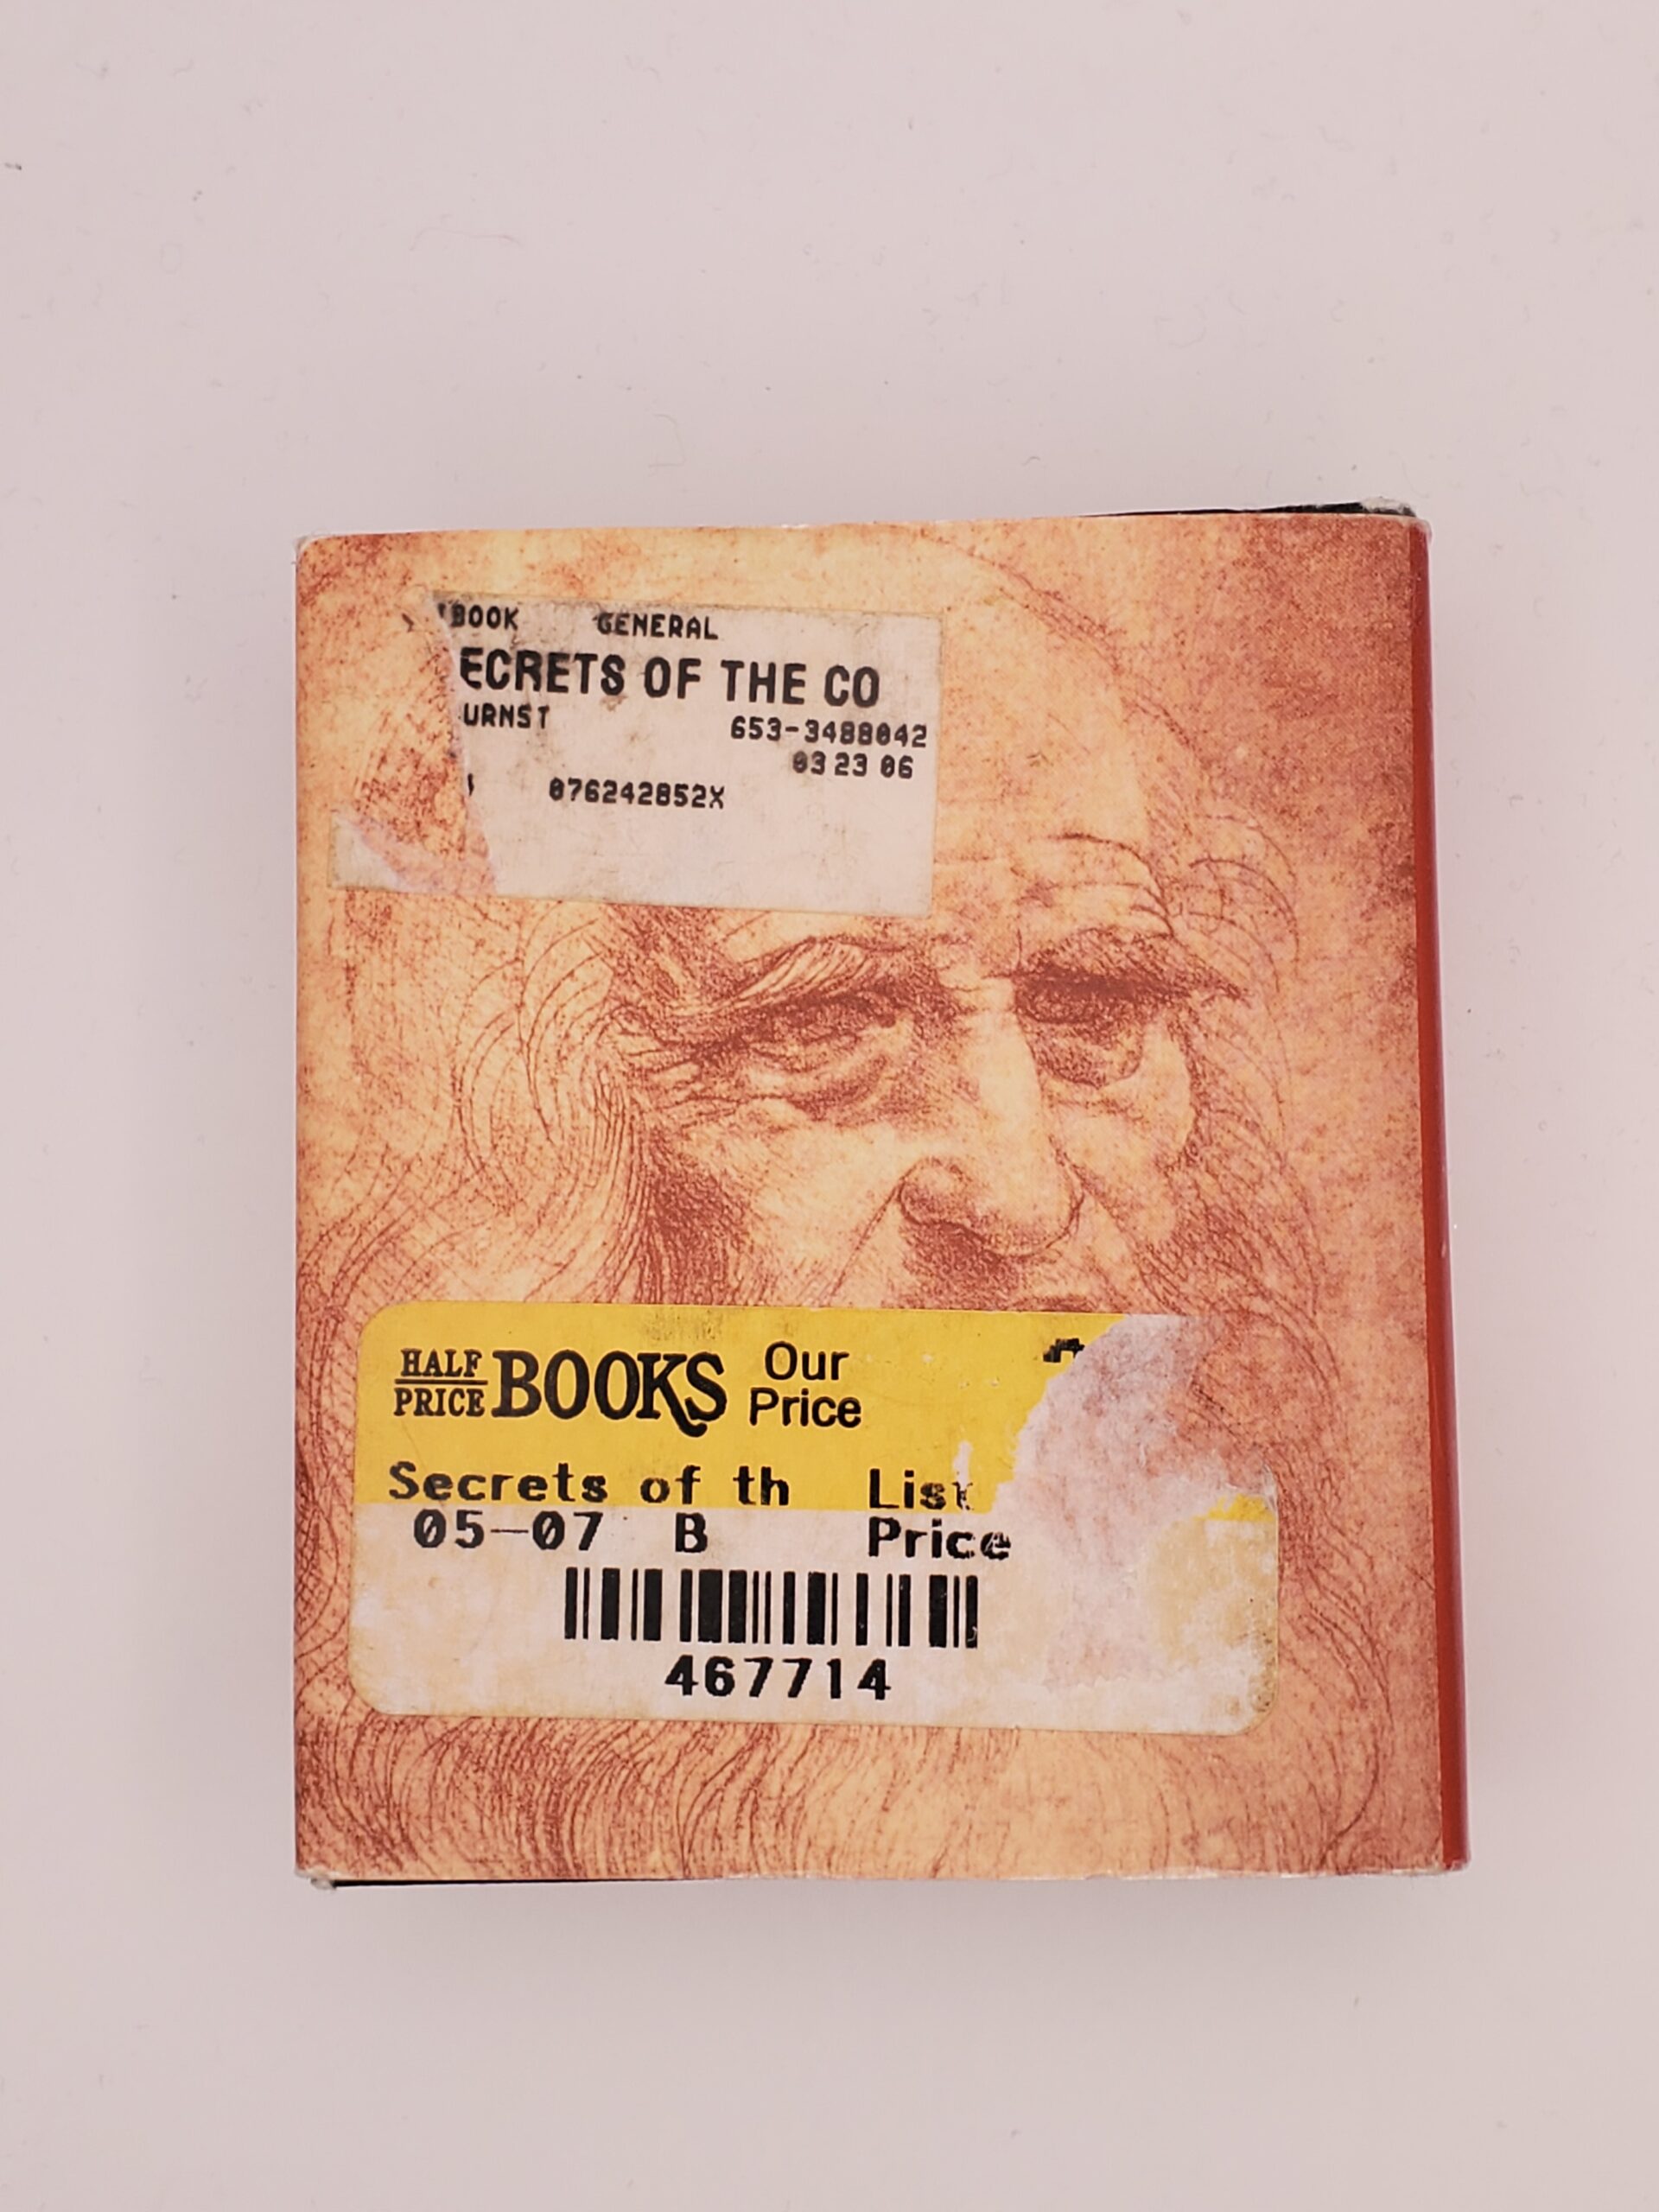 BOOK GENERAL
ECRETS OF THE CO
URNST 653-3488042
03 23 06
076242852X
HALF PRICE BOOKS Our Price
Secrets of th List
05-07 B Price
467714